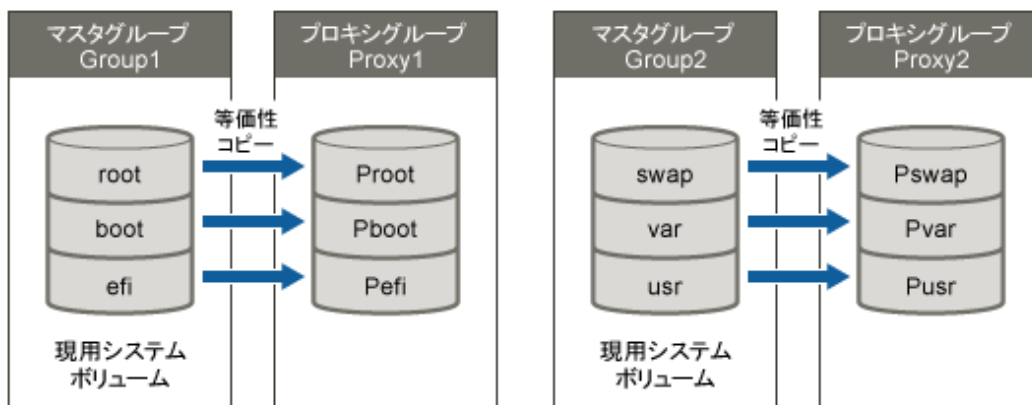 マスタグループ
Group1
プロキシグループ
Proxy1
等価性
コピー
root
Proot
boot
Pboot
efi
Pefi
現用システム
ボリューム
マスタグループ
Group2
プロキシグループ
Proxy2
等価性
コピー
swap
Pswap
var
Pvar
usr
Pusr
現用システム
ボリューム